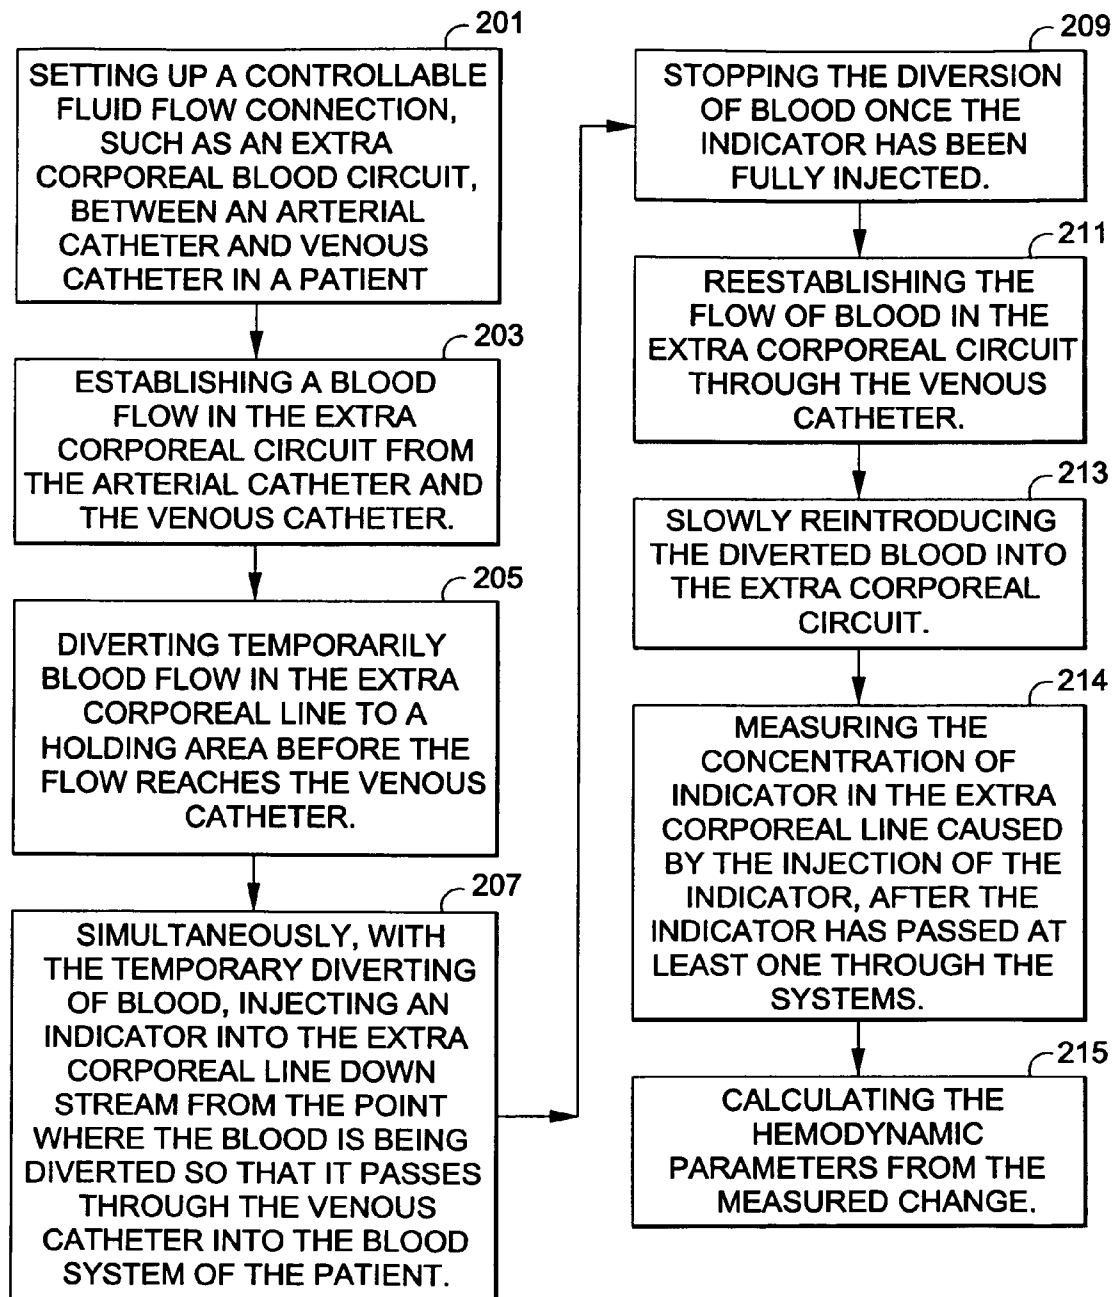 201
SETTING UP A CONTROLLABLE
FLUID FLOW CONNECTION,
SUCH AS AN EXTRA
CORPOREAL BLOOD CIRCUIT,
BETWEEN AN ARTERIAL
CATHETER AND VENOUS
CATHETER IN A PATIENT
203
ESTABLISHING A BLOOD
FLOW IN THE EXTRA
CORPOREAL CIRCUIT FROM
THE ARTERIAL CATHETER AND
THE VENOUS CATHETER.
205
DIVERTING TEMPORARILY
BLOOD FLOW IN THE EXTRA
CORPOREAL LINE TO A
HOLDING AREA BEFORE THE
FLOW REACHES THE VENOUS
CATHETER.
207
SIMULTANEOUSLY, WITH
THE TEMPORARY DIVERTING
OF BLOOD, INJECTING AN
INDICATOR INTO THE EXTRA
CORPOREAL LINE DOWN
STREAM FROM THE POINT
WHERE THE BLOOD IS BEING
DIVERTED SO THAT IT PASSES
THROUGH THE VENOUS
CATHETER INTO THE BLOOD
SYSTEM OF THE PATIENT.
209
STOPPING THE DIVERSION
OF BLOOD ONCE THE
INDICATOR HAS BEEN
FULLY INJECTED.
211
REESTABLISHING THE
FLOW OF BLOOD IN THE
EXTRA CORPOREAL CIRCUIT
THROUGH THE VENOUS
CATHETER.
213
SLOWLY REINTRODUCING
THE DIVERTED BLOOD INTO
THE EXTRA CORPOREAL
CIRCUIT.
214
MEASURING THE
CONCENTRATION OF
INDICATOR IN THE EXTRA
CORPOREAL LINE CAUSED
BY THE INJECTION OF THE
INDICATOR, AFTER THE
INDICATOR HAS PASSED AT
LEAST ONE THROUGH THE
SYSTEMS.
215
CALCULATING THE
HEMODYNAMIC
PARAMETERS FROM THE
MEASURED CHANGE.